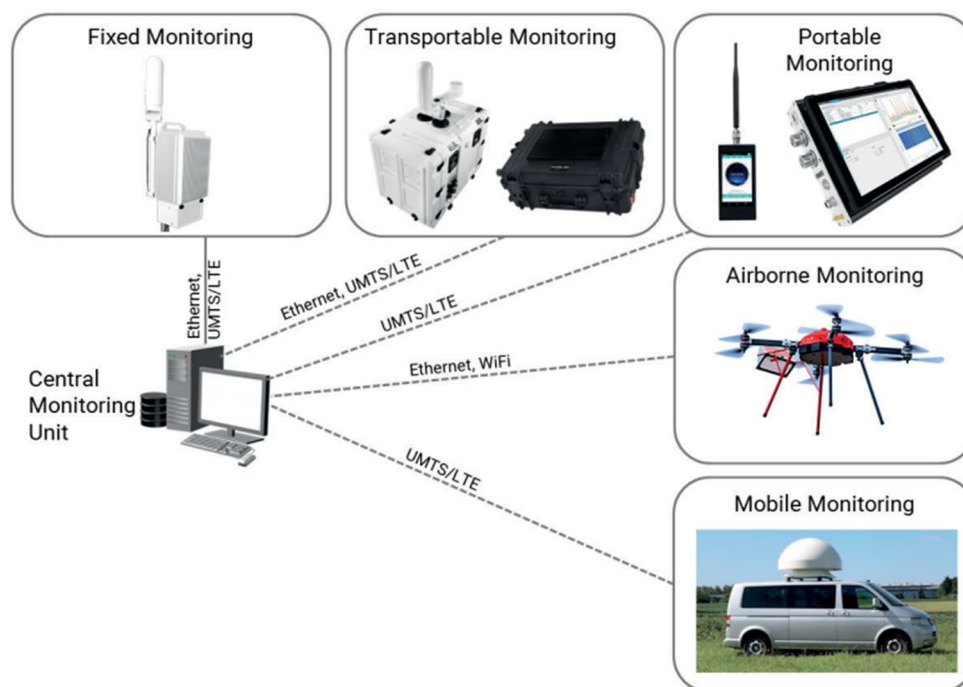 Fixed Monitoring
Transportable Monitoring
Portable
Monitoring
Ethernet,
UMTS/LTE
Ethernet, UMTS/LTE
UMTS/LTE
Airborne Monitoring
Ethernet, WiFi
Central
Monitoring
Unit
UMTS/LTE
Mobile Monitoring